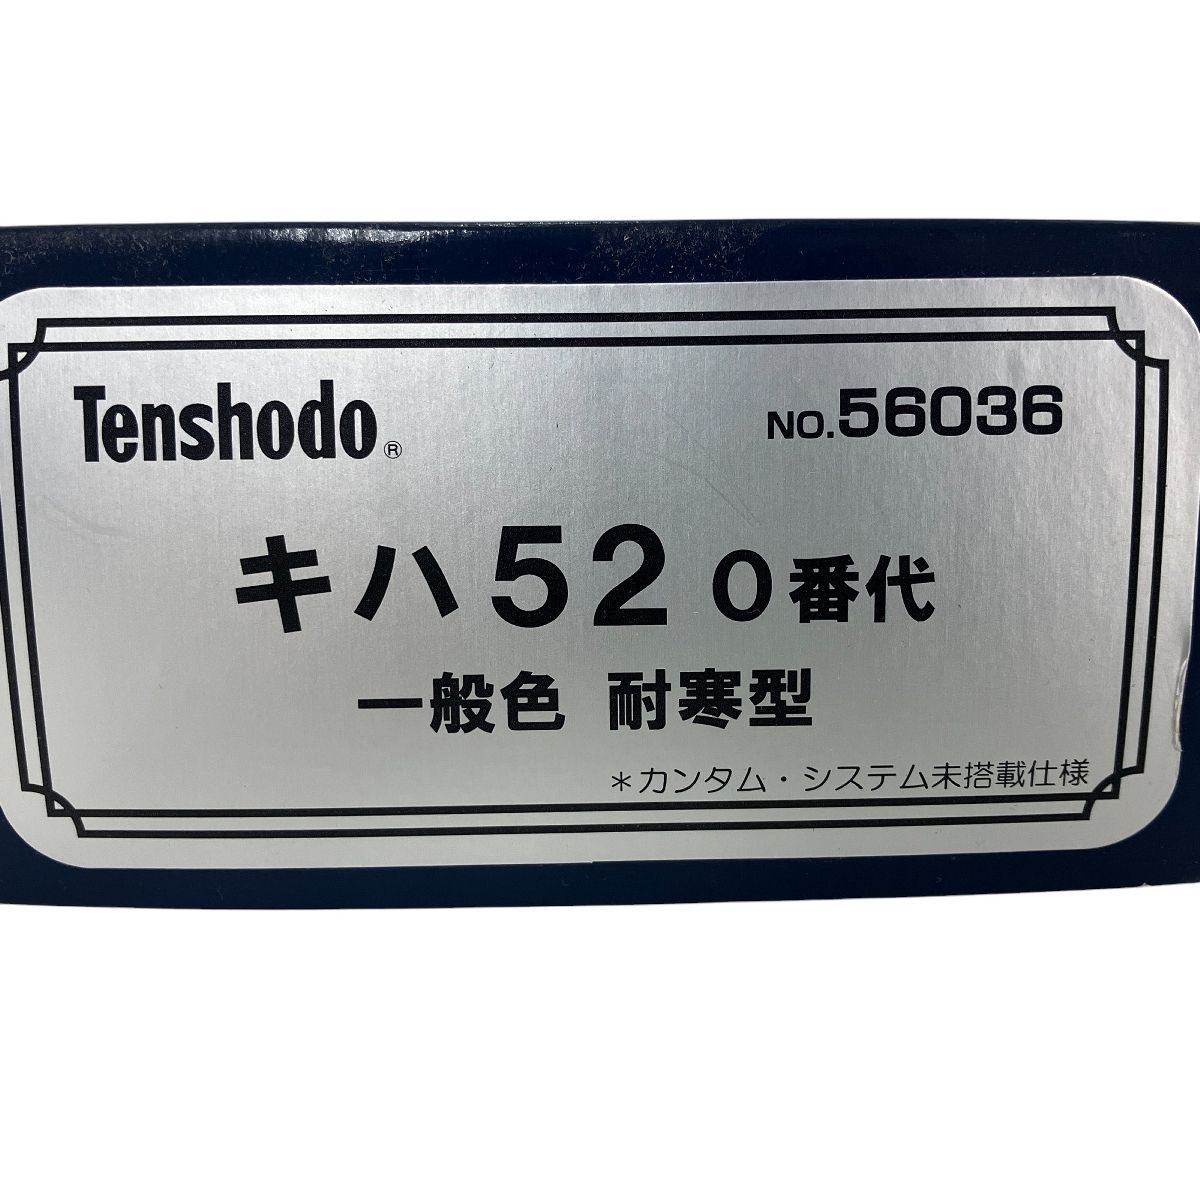 Tenshodo®
NO.56036
キハ52 0番代
一般色 耐寒型
*カンタム・システム未搭載仕様